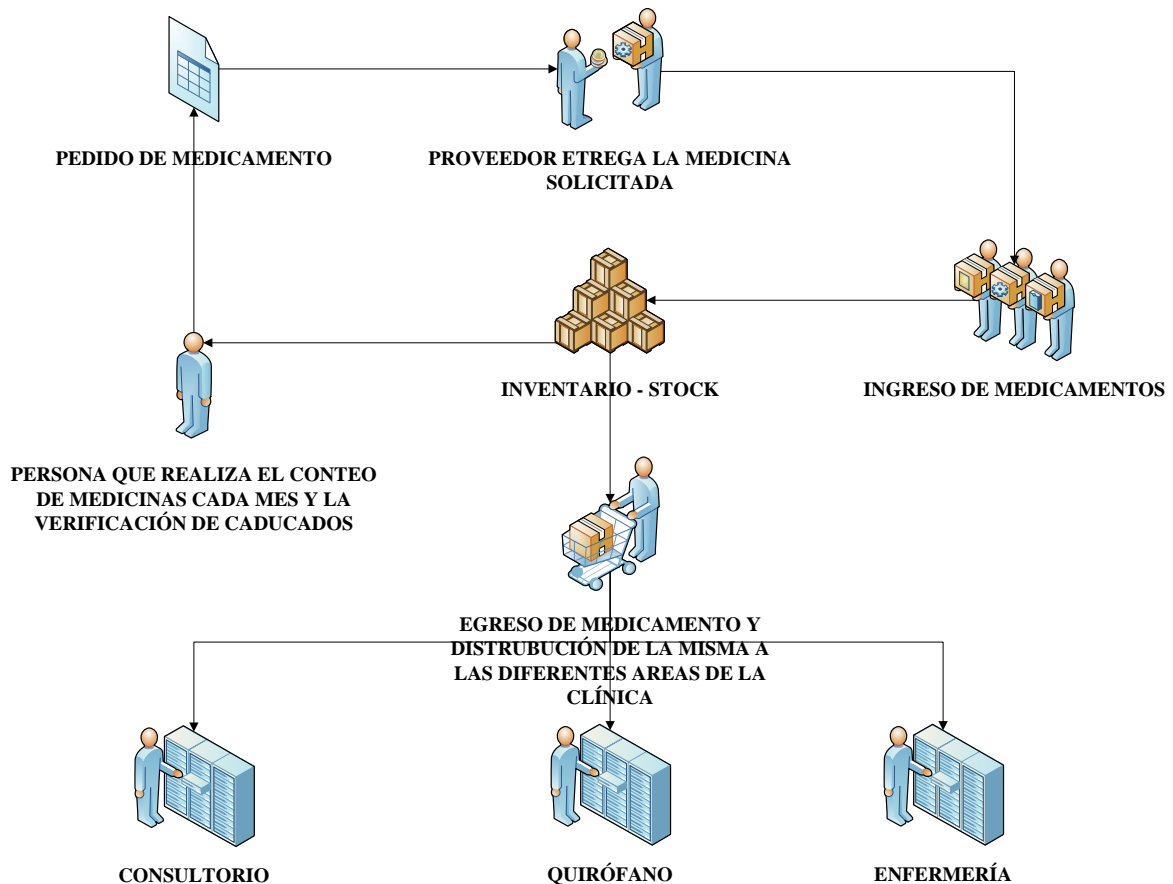 PEDIDO DE MEDICAMENTO
PROVEEDOR ETREGA LA MEDICINA
SOLICITADA
INVENTARIO - STOCK
INGRESO DE MEDICAMENTOS
PERSONA QUE REALIZA EL CONTEO
DE MEDICINAS CADA MES Y LA
VERIFICACIÓN DE CADUCADOS
EGRESO DE MEDICAMENTO Y
DISTRUBUCIÓN DE LA MISMA A
LAS DIFERENTES AREAS DE LA
CLÍNICA
CONSULTORIO
QUIRÓFANO
ENFERMERÍA